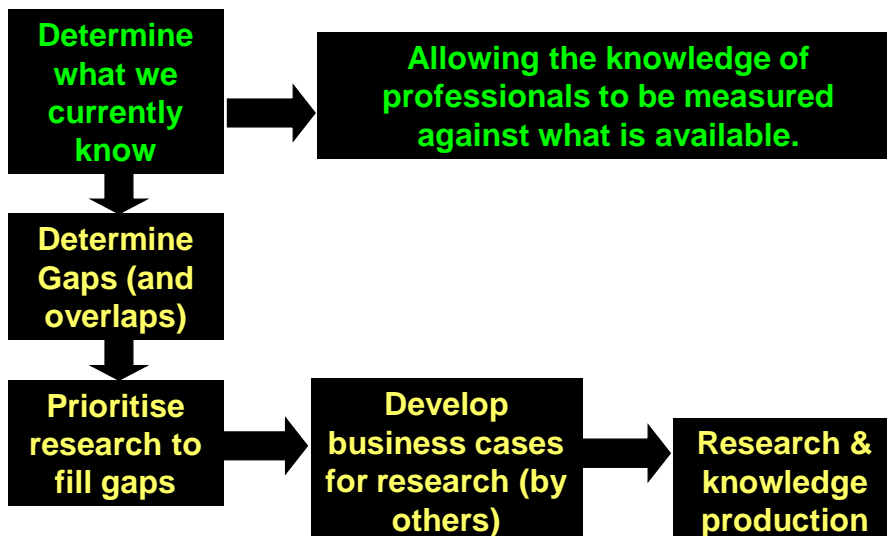 Determine
what we
currently
know
Allowing the knowledge of
professionals to be measured
against what is available.
Determine
Gaps (and
overlaps)
Prioritise
research to
fill gaps
Develop
business cases
for research (by
others)
Research &
knowledge
production